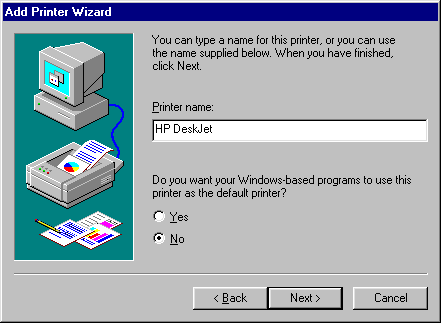 Add Printer Wizard
You can type a name for this printer, or you can use
the name supplied below. When you have finished,
click Next.
Printer name:
HP DeskJet
Do you want your Windows-based programs to use this
printer as the default printer?
Yes
No
< Back
Next >
Cancel